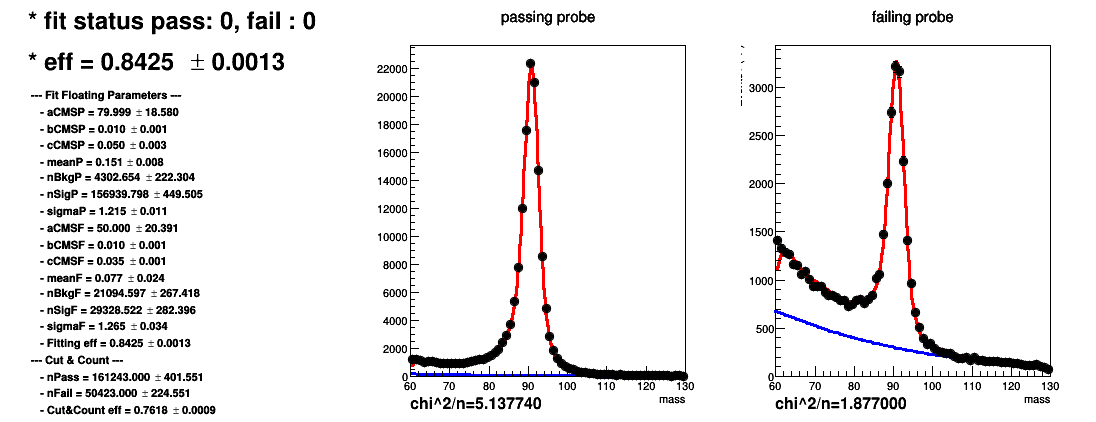 * fit status pass: 0, fail : 0
* eff = 0.8425 ± 0.0013
--- Fit Floating Parameters ---
- aCMSP = 79.999 ± 18.580
- bCMSP = 0.010 ± 0.001
- cCMSP = 0.050 ± 0.003
- meanP = 0.151 ± 0.008
- nBkgP = 4302.654 ± 222.304
- nSigP = 156939.798 ± 449.505
- sigmaP = 1.215 ± 0.011
- aCMSF = 50.000 ± 20.391
- bCMSF = 0.010 ± 0.001
- cCMSF = 0.035 ± 0.001
- meanF = 0.077 ± 0.024
- nBkgF = 21094.597 ± 267.418
- nSigF = 29328.522 ± 282.396
- sigmaF = 1.265 ± 0.034
- Fitting eff = 0.8425 ± 0.0013
--- Cut & Count ---
- nPass = 161243.000 ± 401.551
- nFail = 50423.000 ± 224.551
- Cut&Count eff = 0.7618 ± 0.0009
passing probe
22000
20000
18000
16000
14000
12000
10000
8000
6000
4000
2000
0
60 70 80 90 100 110 120 130
mass
chi^2/n=5.137740
failing probe
3000
2500
2000
1500
1000
500
0
60 70 80 90 100 110 120 130
mass
chi^2/n=1.877000